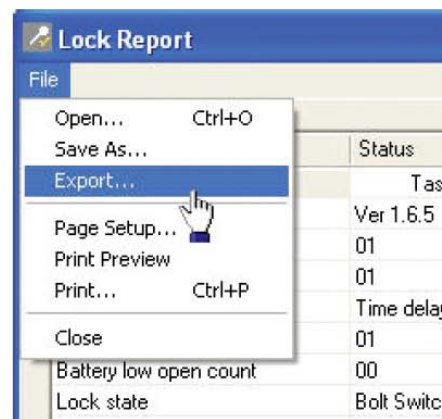 Lock Report
File
Open... Ctrl+O
Save As...
Export...
Page Setup...
Print Preview
Print... Ctrl+P
Close
Status
Ver 1.6.5
01
01
01
Battery low open count 00
Lock state Bolt